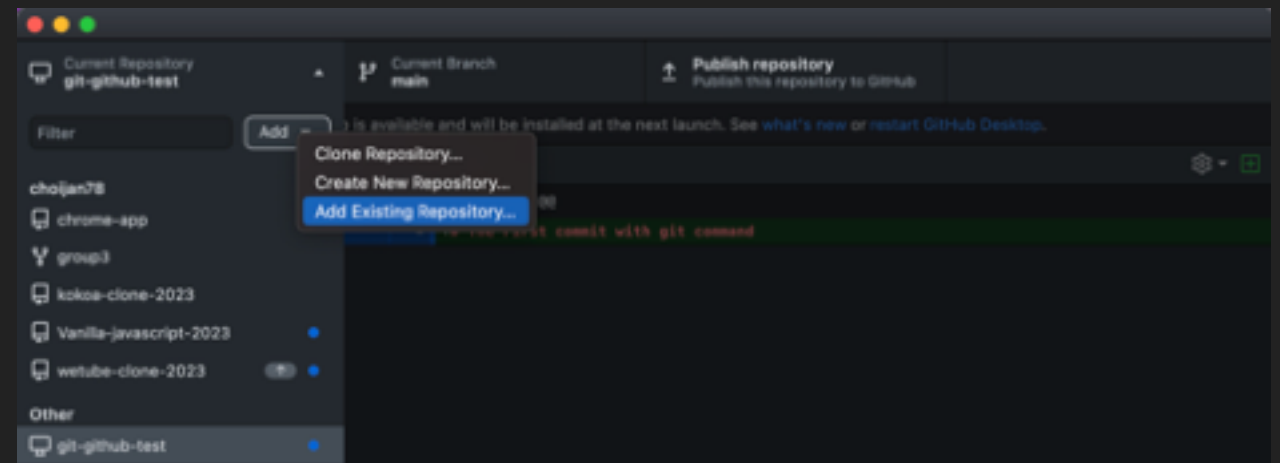 Current Repository
git-github-test
Current Branch
main
Publish repository
Publish this repository to GitHub
Filter
Add
is available and will be installed at the next launch. See what's new or restart GitHub Desktop.
Clone Repository...
Create New Repository...
Add Existing Repository...
choijan78
chrome-app
group3
kokoa-clone-2023
Vanilla-javascript-2023
wetube-clone-2023
Other
git-github-test
first commit with git command